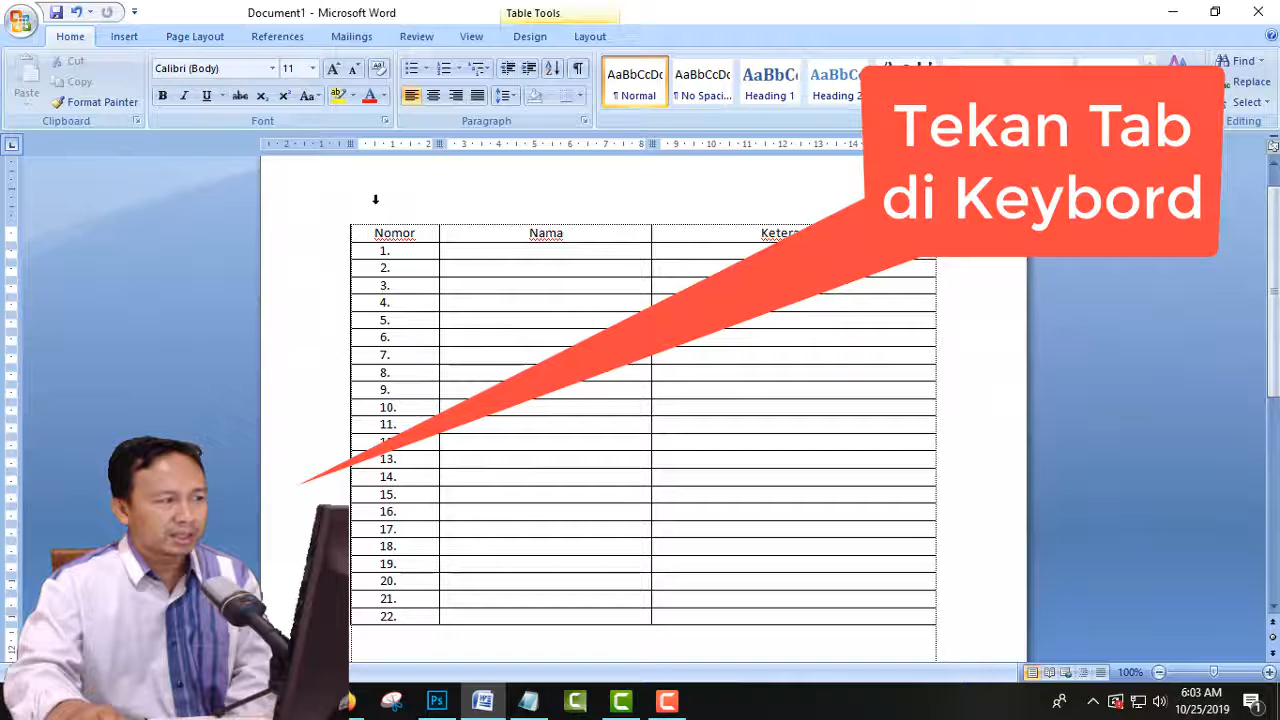 Document1 - Microsoft Word
Table Tools
Home Insert Page Layout References Mailings Review View Design Layout
Cut
Copy
Paste
Format Painter
Clipboard
Calibri (Body) 11
Font
Paragraph
AaBbCcDc AaBbCcDc AaBbC AaBbCc
¶ Normal ¶ No Spaci... Heading 1 Heading 2
Find
Replace
Select
Editing
Tekan Tab
di Keybord
Nomor Nama Ketera
1.
2.
3.
4.
5.
6.
7.
8.
9.
10.
11.
13.
14.
15.
16.
17.
18.
19.
20.
21.
22.
100%
6:03 AM
10/25/2019